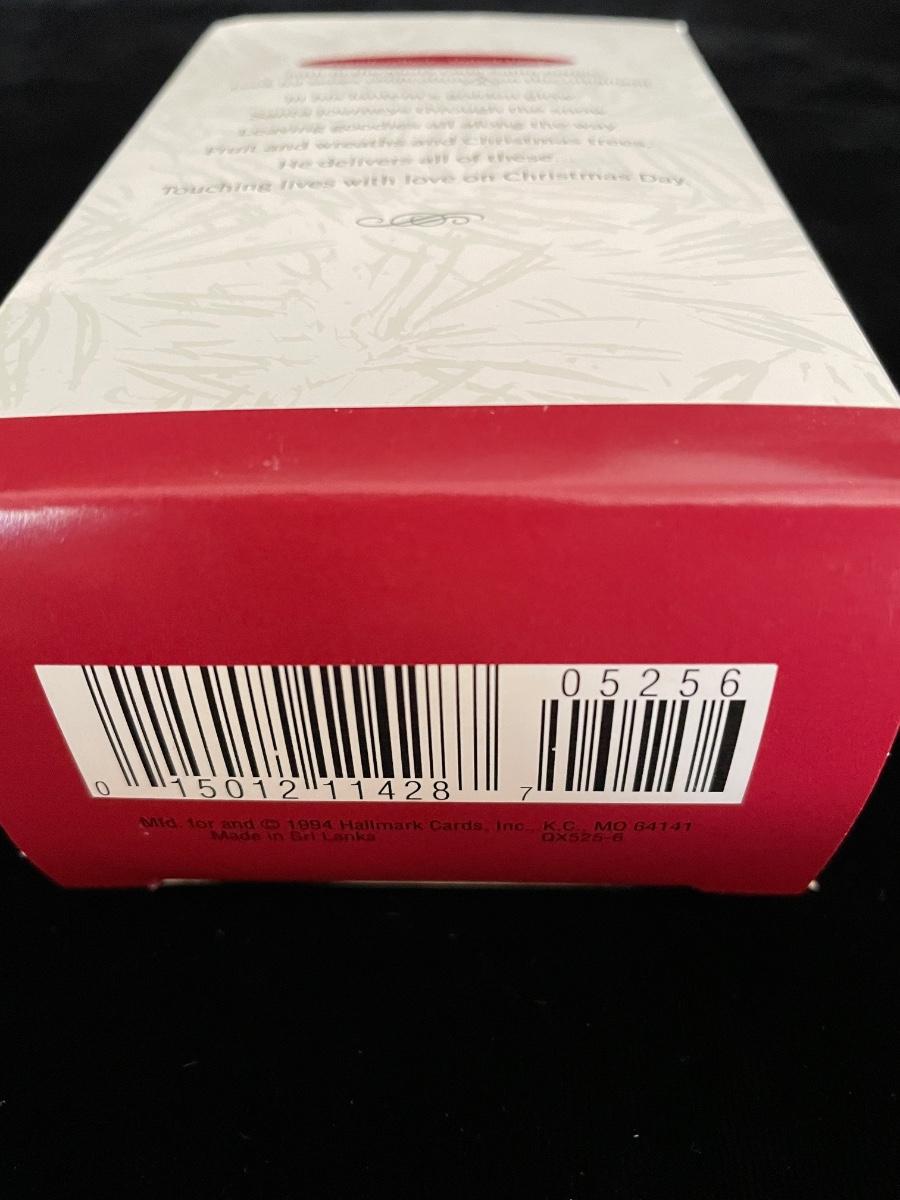 Santa journeys through the snow
Leaving goodies all along the way
Fruit and wreaths and Christmas trees,
He delivers all of these
Touching lives with love on Christmas Day.
05256
0 15012 11428 7
Mfd. for and © 1994 Hallmark Cards, Inc., K.C., MO 64141
Made in Sri Lanka QX525-6